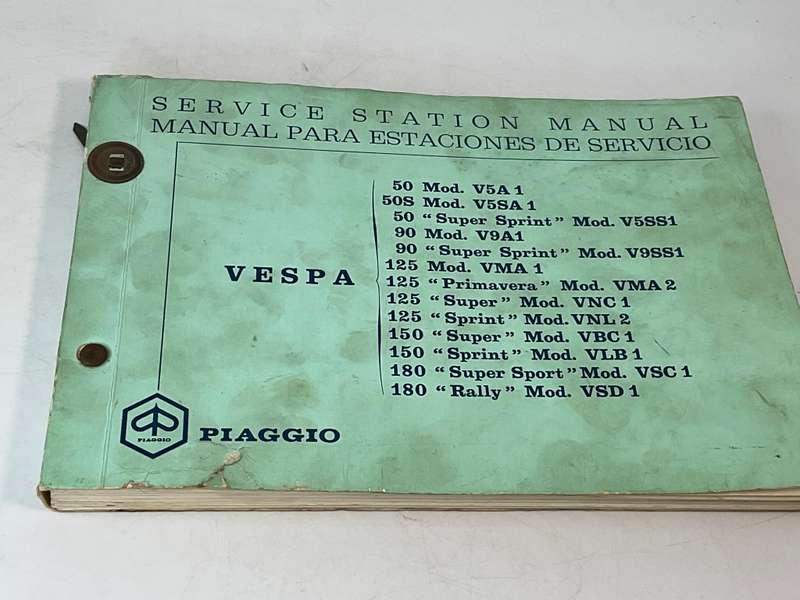 SERVICE STATION MANUAL
MANUAL PARA ESTACIONES DE SERVICIO
VESPA
50 Mod. V5A 1
50S Mod. V5SA 1
50 “Super Sprint” Mod. V5SS1
90 Mod. V9A1
90 “Super Sprint” Mod. V9SS1
125 Mod. VMA 1
125 “Primavera” Mod. VMA 2
125 “Super” Mod. VNC 1
125 “Sprint” Mod. VNL 2
150 “Super” Mod. VBC 1
150 “Sprint” Mod. VLB 1
180 “Super Sport” Mod. VSC 1
180 “Rally” Mod. VSD 1
PIAGGIO
PIAGGIO